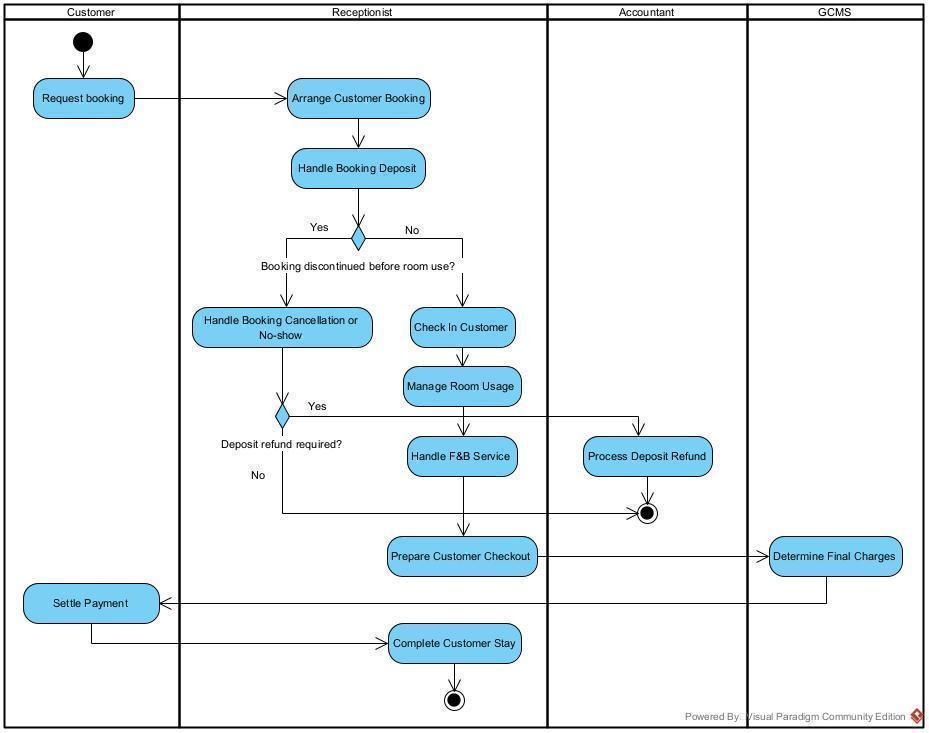 Customer
Receptionist
Accountant
GCMS
Request booking
Arrange Customer Booking
Handle Booking Deposit
Yes
No
Booking discontinued before room use?
Handle Booking Cancellation or
No-show
Check In Customer
Manage Room Usage
Yes
Deposit refund required?
Handle F&B Service
Process Deposit Refund
No
Prepare Customer Checkout
Determine Final Charges
Settle Payment
Complete Customer Stay
Powered By: Visual Paradigm Community Edition